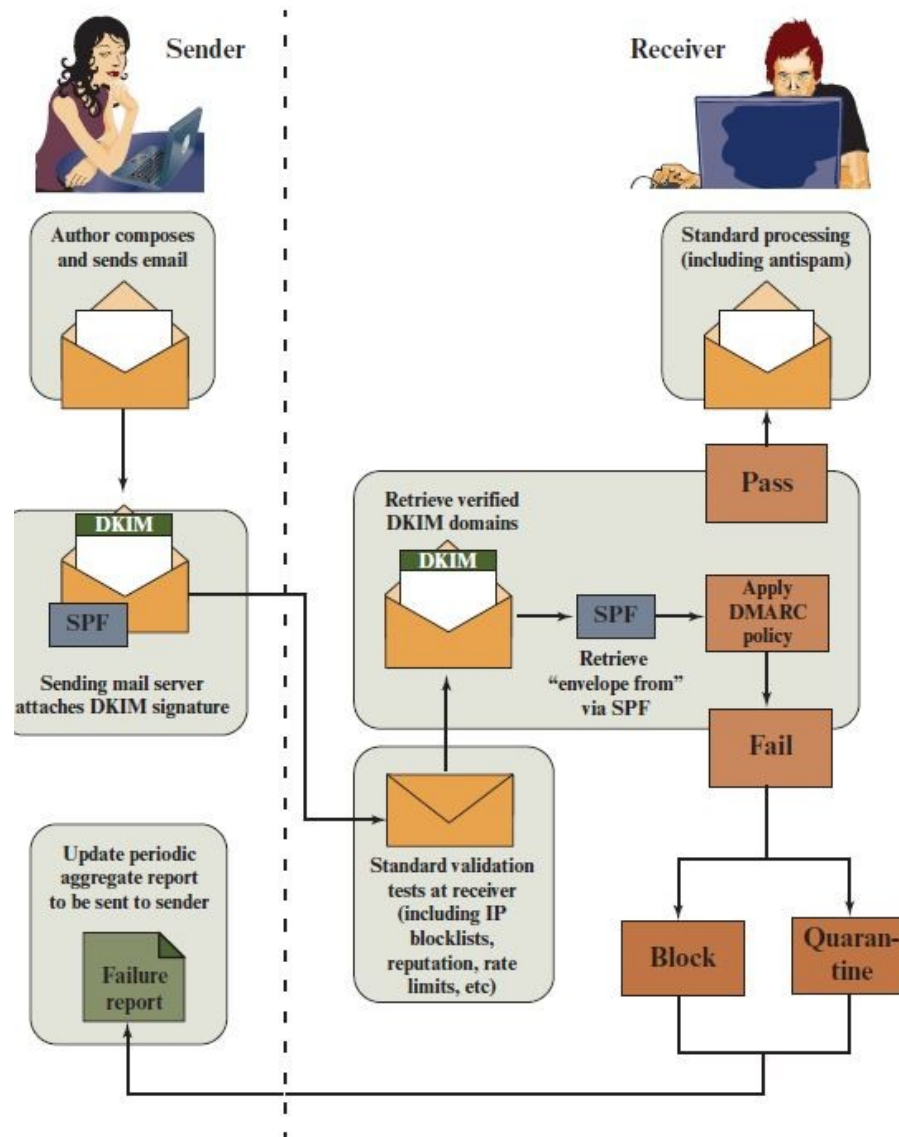 Sender
Receiver
Author composes
and sends email
Standard processing
(including antispam)
Pass
DKIM
SPF
Sending mail server
attaches DKIM signature
Retrieve verified
DKIM domains
DKIM
SPF
Retrieve
“envelope from”
via SPF
Apply
DMARC
policy
Fail
Standard validation
tests at receiver
(including IP
blocklists,
reputation, rate
limits, etc)
Block
Quaran-
tine
Update periodic
aggregate report
to be sent to sender
Failure
report